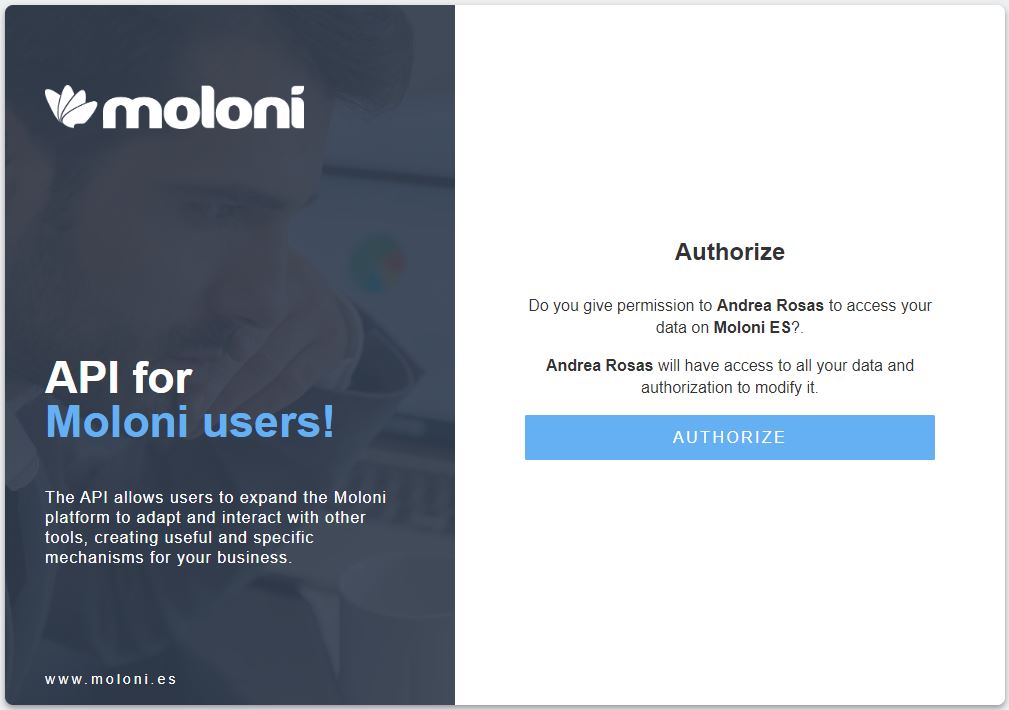 moloni
API for
Moloni users!
The API allows users to expand the Moloni
platform to adapt and interact with other
tools, creating useful and specific
mechanisms for your business.
www.moloni.es
Authorize
Do you give permission to Andrea Rosas to access your
data on Moloni ES?.
Andrea Rosas will have access to all your data and
authorization to modify it.
AUTHORIZE